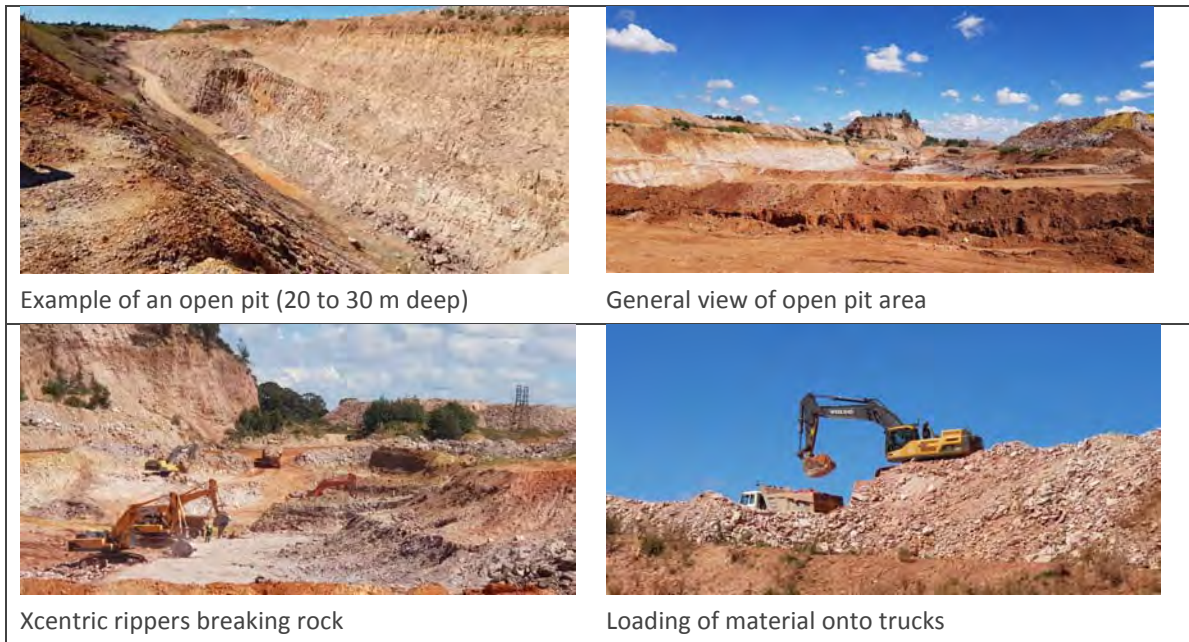 Example of an open pit (20 to 30 m deep)
General view of open pit area
VOLVO
Xcentric rippers breaking rock
Loading of material onto trucks